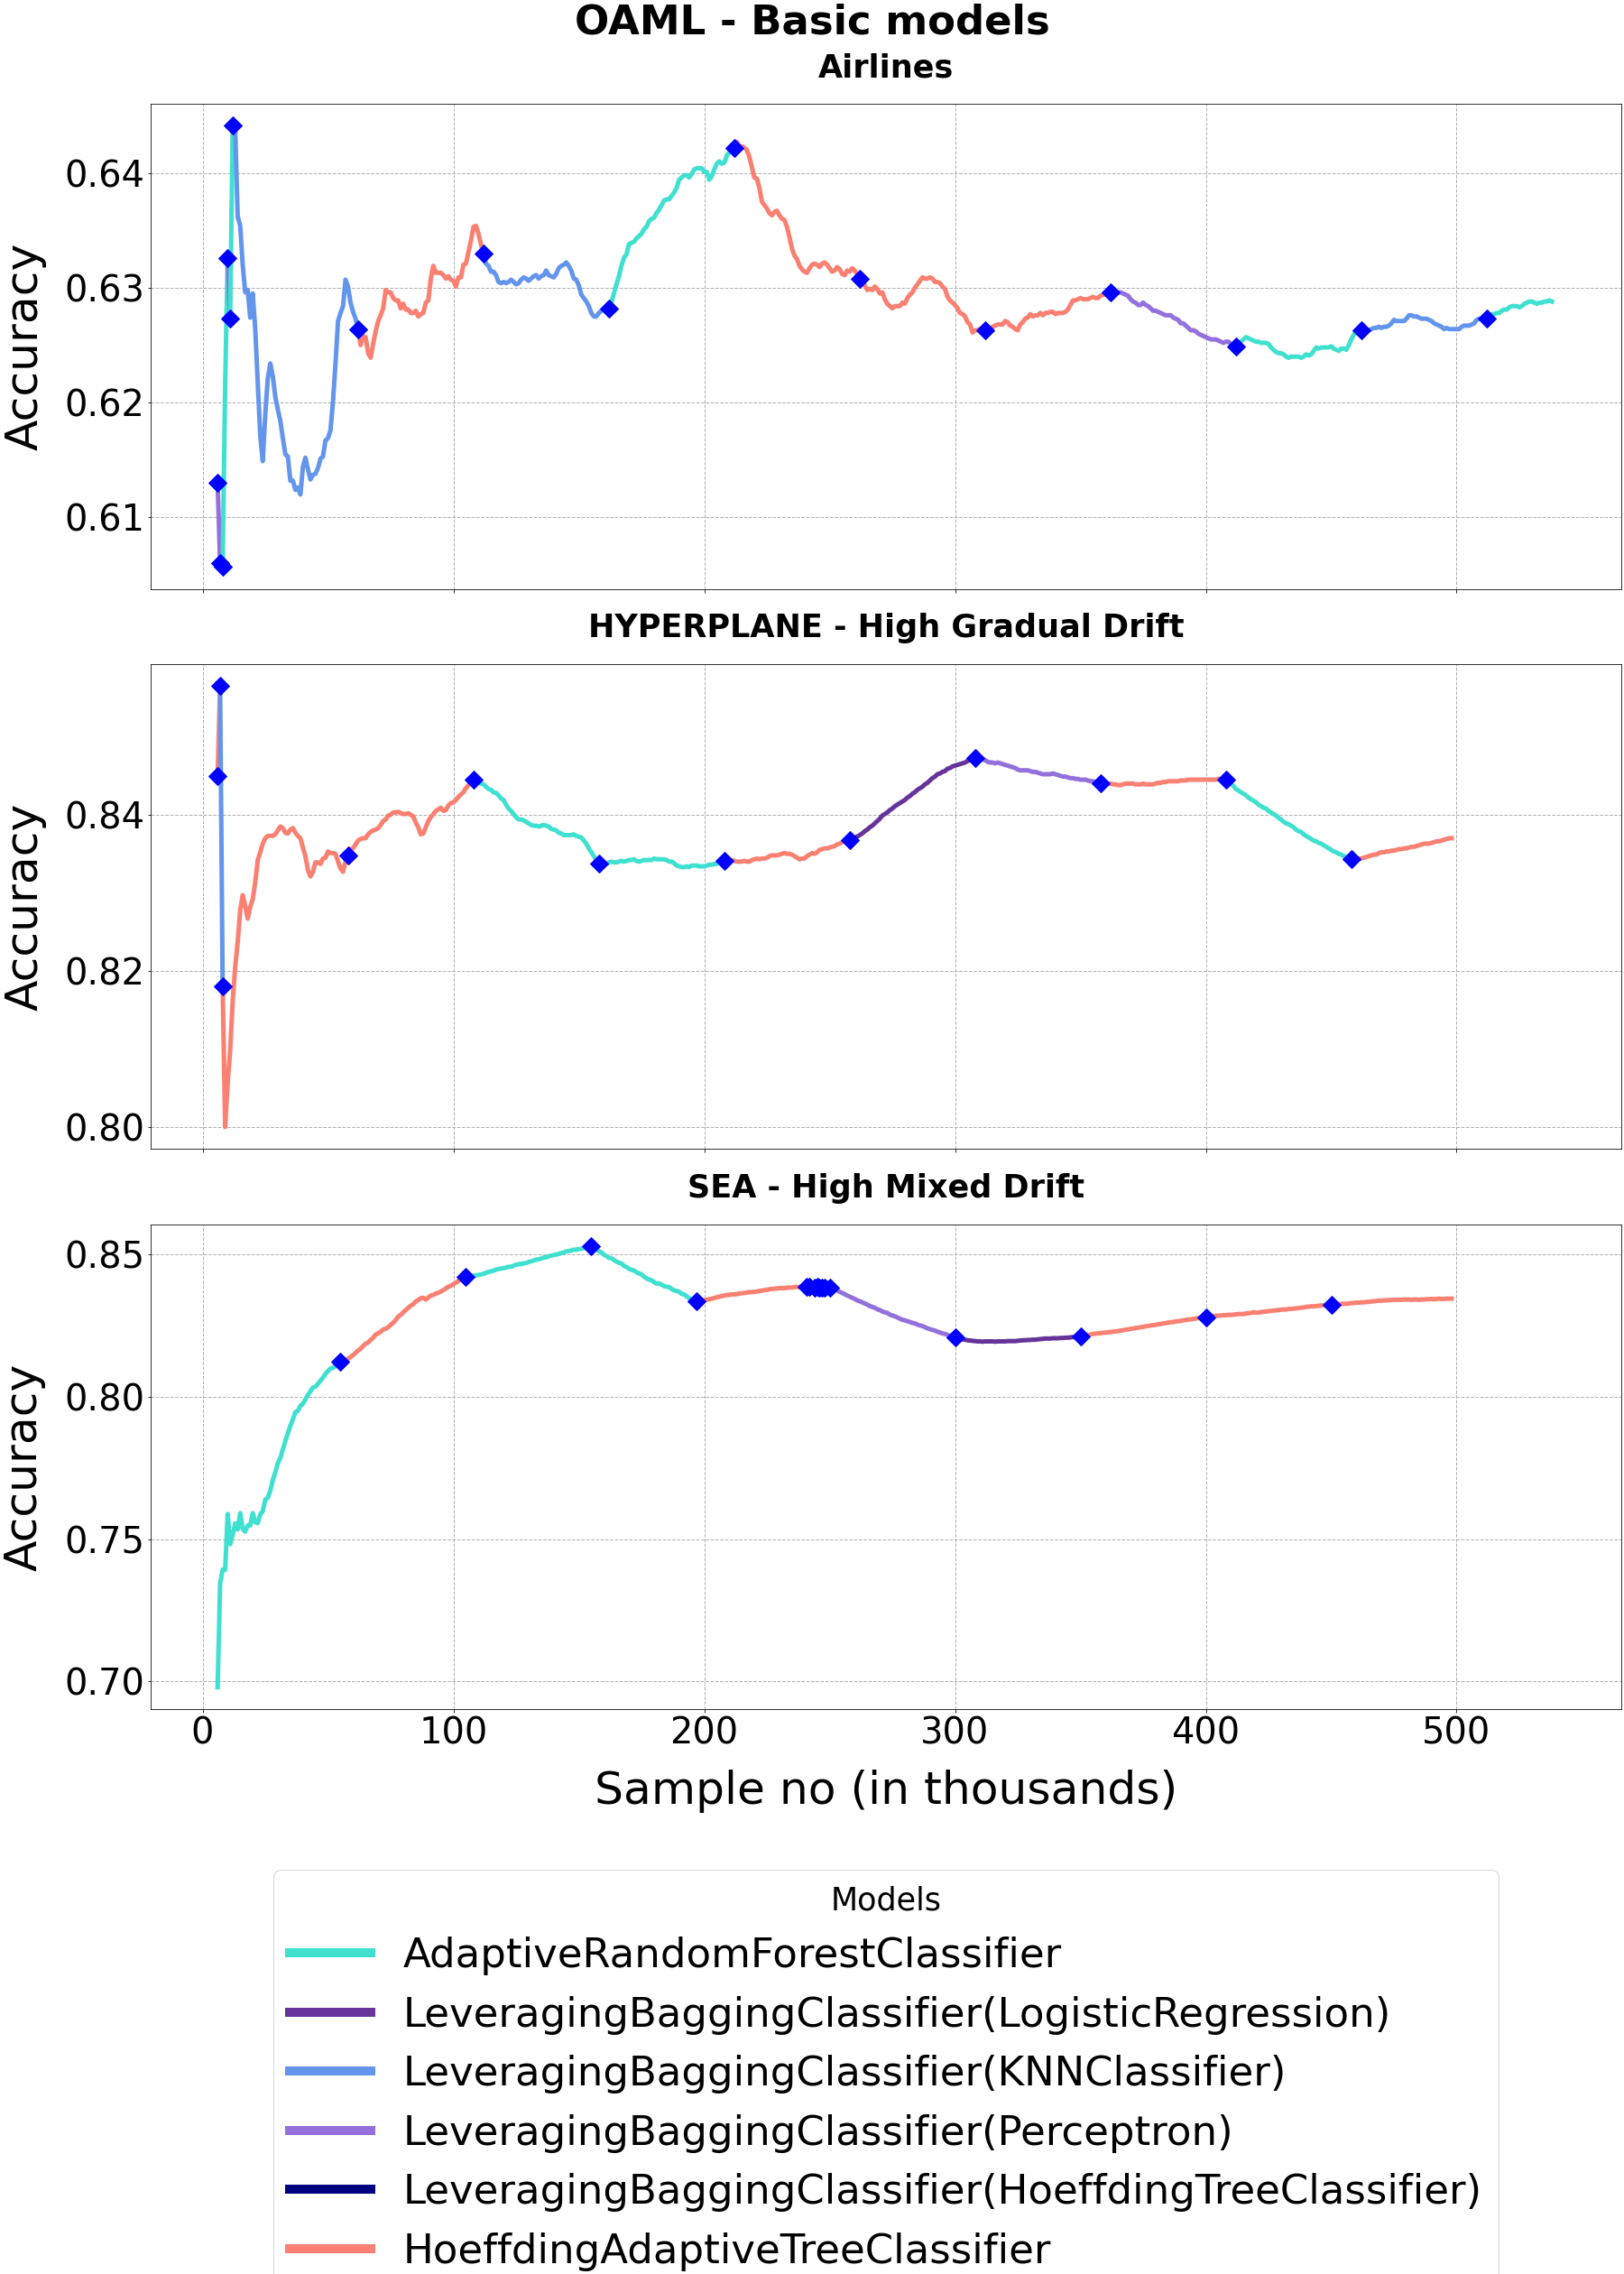 OAML - Basic models
Airlines
Accuracy
0.64
0.63
0.62
0.61
HYPERPLANE - High Gradual Drift
Accuracy
0.84
0.82
0.80
SEA - High Mixed Drift
Accuracy
0.85
0.80
0.75
0.70
0 100 200 300 400 500
Sample no (in thousands)
Models
AdaptiveRandomForestClassifier
LeveragingBaggingClassifier(LogisticRegression)
LeveragingBaggingClassifier(KNNClassifier)
LeveragingBaggingClassifier(Perceptron)
LeveragingBaggingClassifier(HoeffdingTreeClassifier)
HoeffdingAdaptiveTreeClassifier